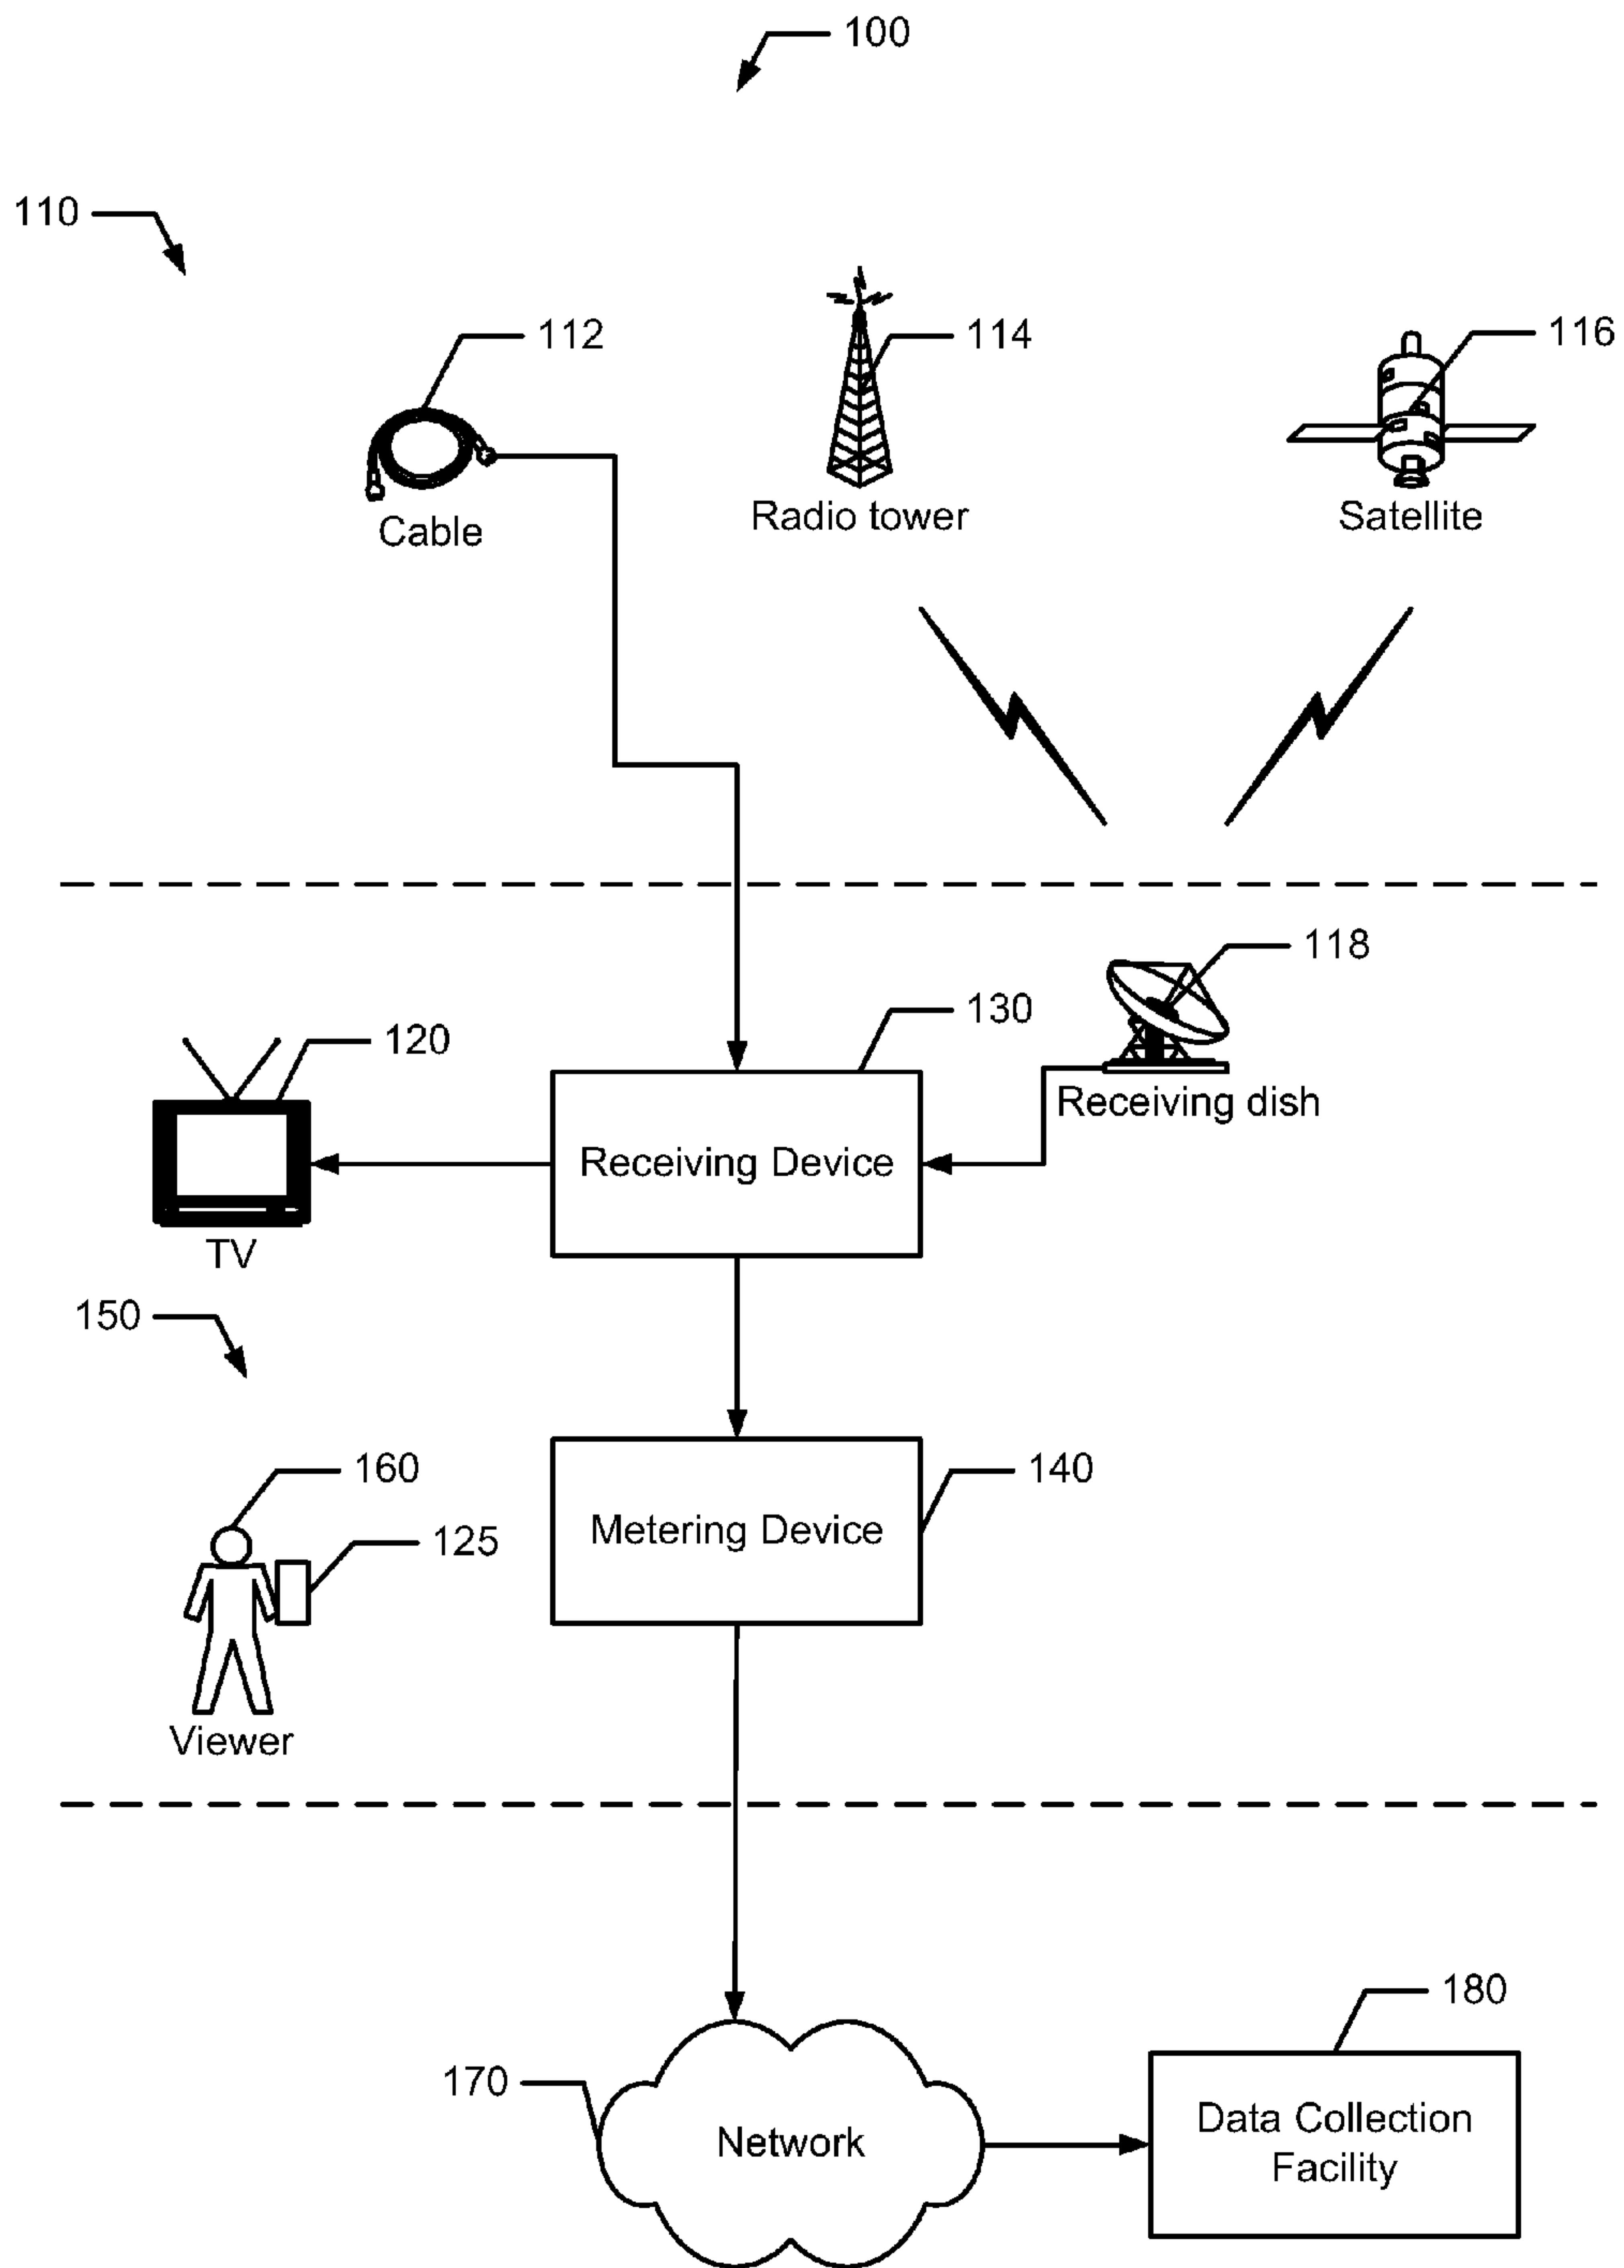 100
110
112
114
116
Cable
Radio tower
Satellite
118
130
120
Receiving dish
Receiving Device
TV
150
160
140
125
Metering Device
Viewer
180
170
Network
Data Collection
Facility